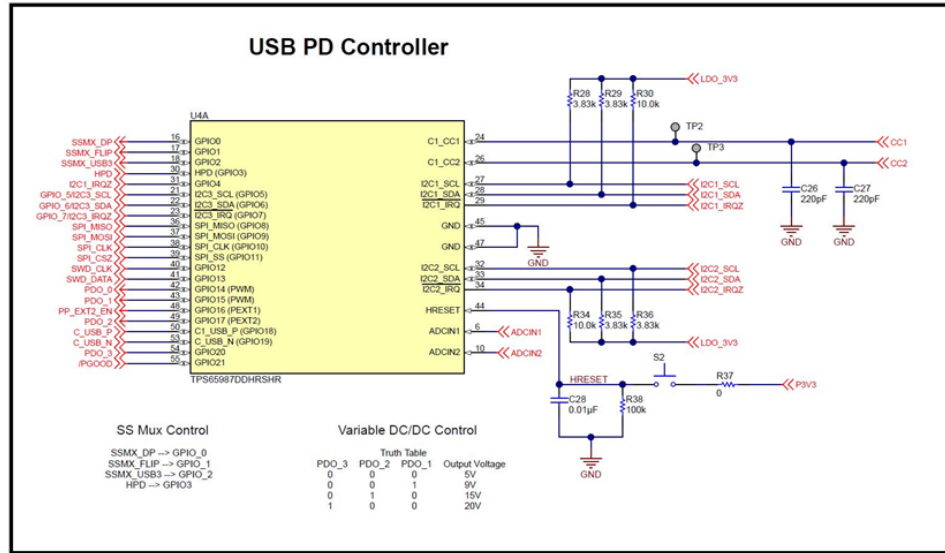 USB PD Controller
U4A
SSMX_DP 16 GPIO0
SSMX_FLIP 17 GPIO1
SSMX_USB3 18 GPIO2
HPD 30 HPD (GPIO3)
I2C1_IRQZ 31 GPIO4
GPIO_5/I2C3_SCL 21 I2C3_SCL (GPIO5)
GPIO_6/I2C3_SDA 22 I2C3_SDA (GPIO6)
GPIO_7/I2C3_IRQZ 23 I2C3_IRQ (GPIO7)
SPI_MISO 36 SPI_MISO (GPIO8)
SPI_MOSI 37 SPI_MOSI (GPIO9)
SPI_CLK 38 SPI_CLK (GPIO10)
SPI_CSZ 39 SPI_SS (GPIO11)
SWD_CLK 40 GPIO12
SWD_DATA 41 GPIO13
PDO_0 42 GPIO14 (PWM)
PDO_1 43 GPIO15 (PWM)
PP_EXT2_EN 48 GPIO16 (PEXT1)
PDO_2 49 GPIO17 (PEXT2)
C_USB_P 50 C1_USB_P (GPIO18)
C_USB_N 53 C_USB_N (GPIO19)
PDO_3 54 GPIO20
/PGOOD 55 GPIO21
TPS65987DDHRSHR
LDO_3V3
R28 R29 R30
3.83k 3.83k 10.0k
TP2
C1_CC1 24 CC1
TP3
C1_CC2 26 CC2
I2C1_SCL 27 I2C1_SCL
I2C1_SDA 28 I2C1_SDA
I2C1_IRQ 29 I2C1_IRQZ
C26 C27
220pF 220pF
GND GND
GND 45
GND 47
GND
I2C2_SCL 32 I2C2_SCL
I2C2_SDA 33 I2C2_SDA
I2C2_IRQ 34 I2C2_IRQZ
R34 R35 R36
10.0k 3.83k 3.83k
LDO_3V3
HRESET 44
ADCIN1 6 ADCIN1
ADCIN2 10 ADCIN2
HRESET
S2
R37
0
P3V3
C28
0.01µF
R38
100k
GND
SS Mux Control
SSMX_DP --> GPIO_0
SSMX_FLIP --> GPIO_1
SSMX_USB3 --> GPIO_2
HPD --> GPIO3
Variable DC/DC Control
Truth Table
PDO_3 PDO_2 PDO_1 Output Voltage
0 0 0 5V
0 0 1 9V
0 1 0 15V
1 0 0 20V